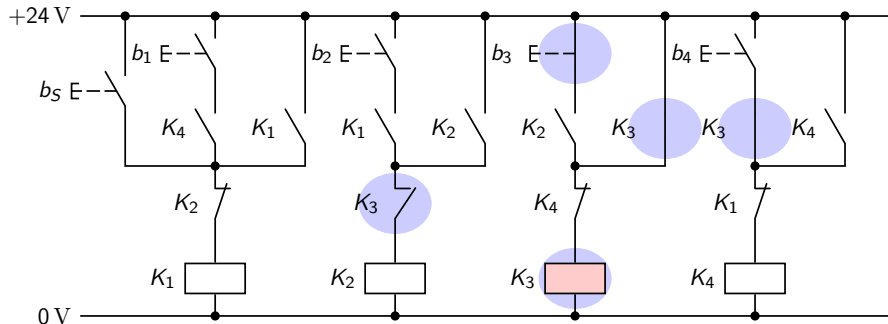 +24 V
b1 b2 b3 b4
bS
K4 K1 K1 K2 K2 K3 K3 K4
K2 K3 K4 K1
K1 K2 K3 K4
0 V